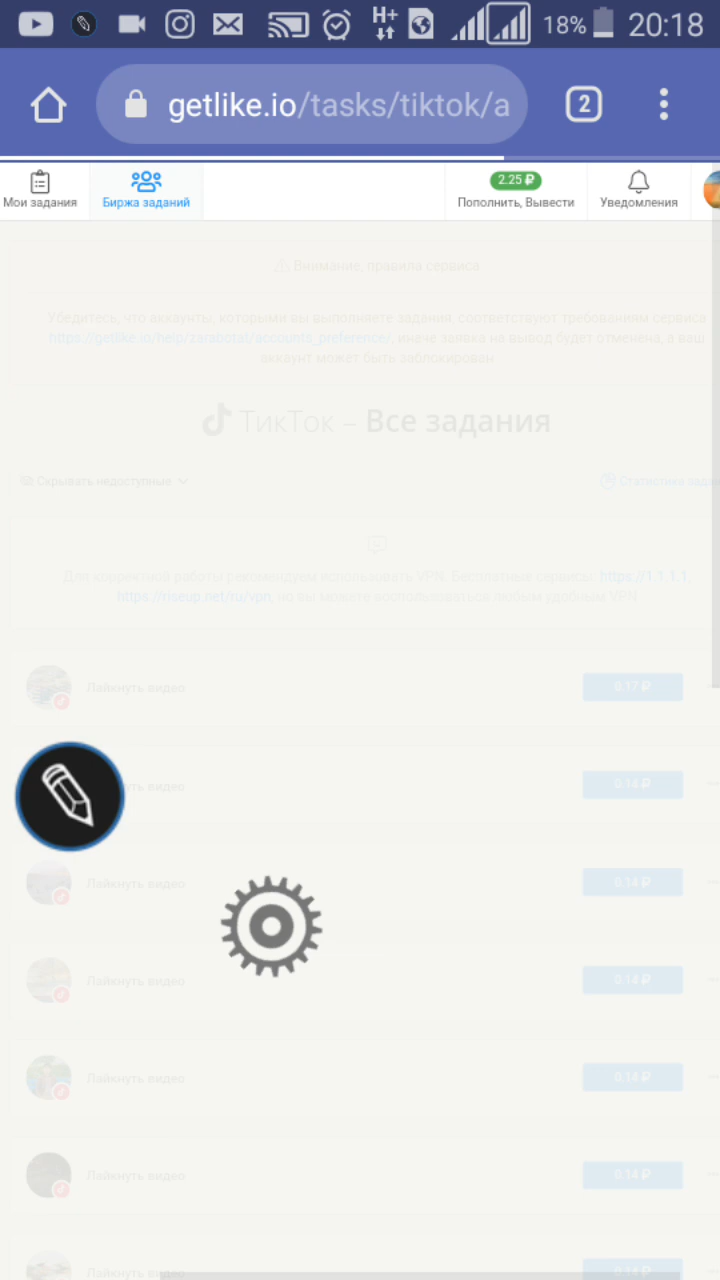 H+
18%
20:18
getlike.io/tasks/tiktok/a
2
2.25 ₽
Мои задания
Биржа заданий
Пополнить, Вывести
Уведомления
Внимание, правила сервиса
Убедитесь, что аккаунты, которыми вы выполняете задания, соответствуют требованиям сервиса
https://getlike.io/help/zarabotat/accounts_preference/, иначе заявка на вывод будет отменена, а ваш
аккаунт может быть заблокирован
ТикТок – Все задания
Скрывать недоступные
Статистика зада
Для корректной работы рекомендуем использовать VPN. Бесплатные сервисы: https://1.1.1.1,
https://riseup.net/ru/vpn, но вы можете воспользоваться любым удобным VPN
Лайкнуть видео
0.17 ₽
уть видео
0.14 ₽
Лайкнуть видео
0.14 ₽
Лайкнуть видео
0.14 ₽
Лайкнуть видео
0.14 ₽
Лайкнуть видео
0.14 ₽
Лайкнуть видео